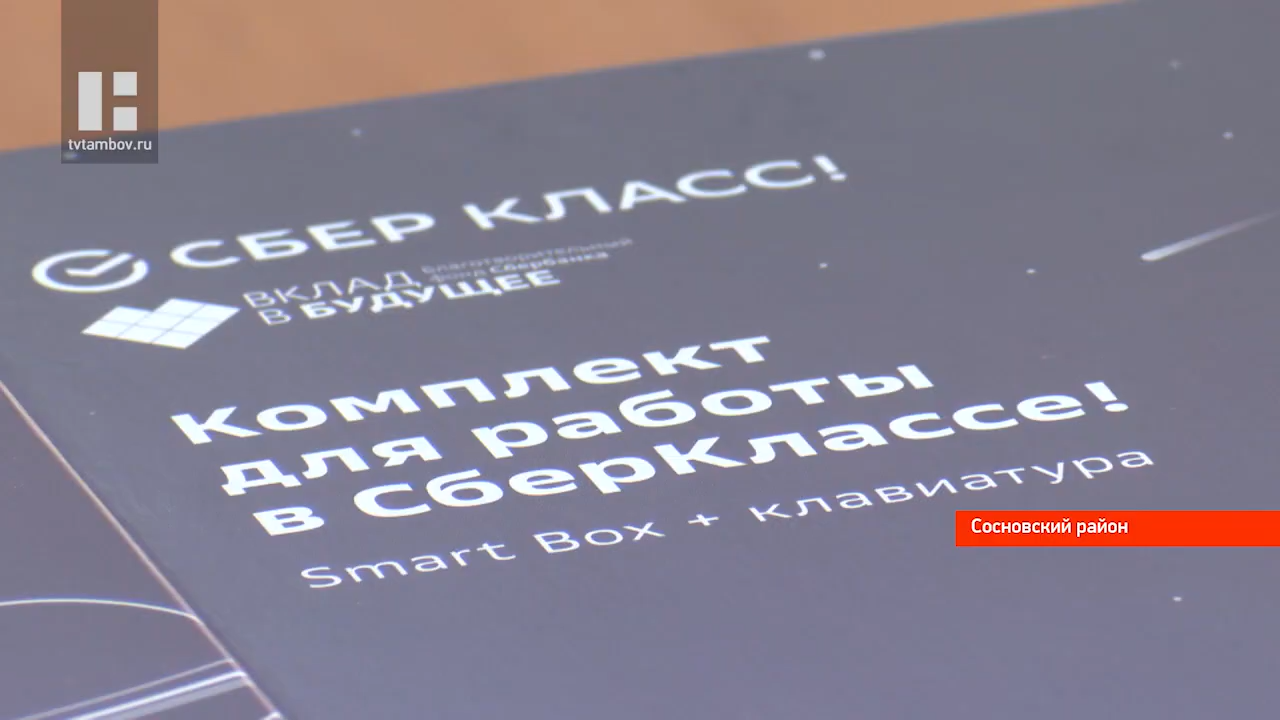 tvtambov.ru
СБЕР КЛАСС!
ВКЛАД
В БУДУЩЕЕ
Благотворительный
фонд Сбербанка
Комплект
для работы
в СберКлассе!
Smart Box + клавиатура
Сосновский район